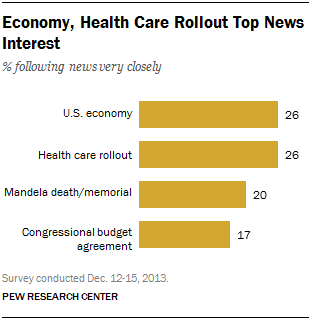 Economy, Health Care Rollout Top News
Interest
% following news very closely
U.S. economy 26
Health care rollout 26
Mandela death/memorial 20
Congressional budget
agreement 17
Survey conducted Dec. 12-15, 2013.
PEW RESEARCH CENTER